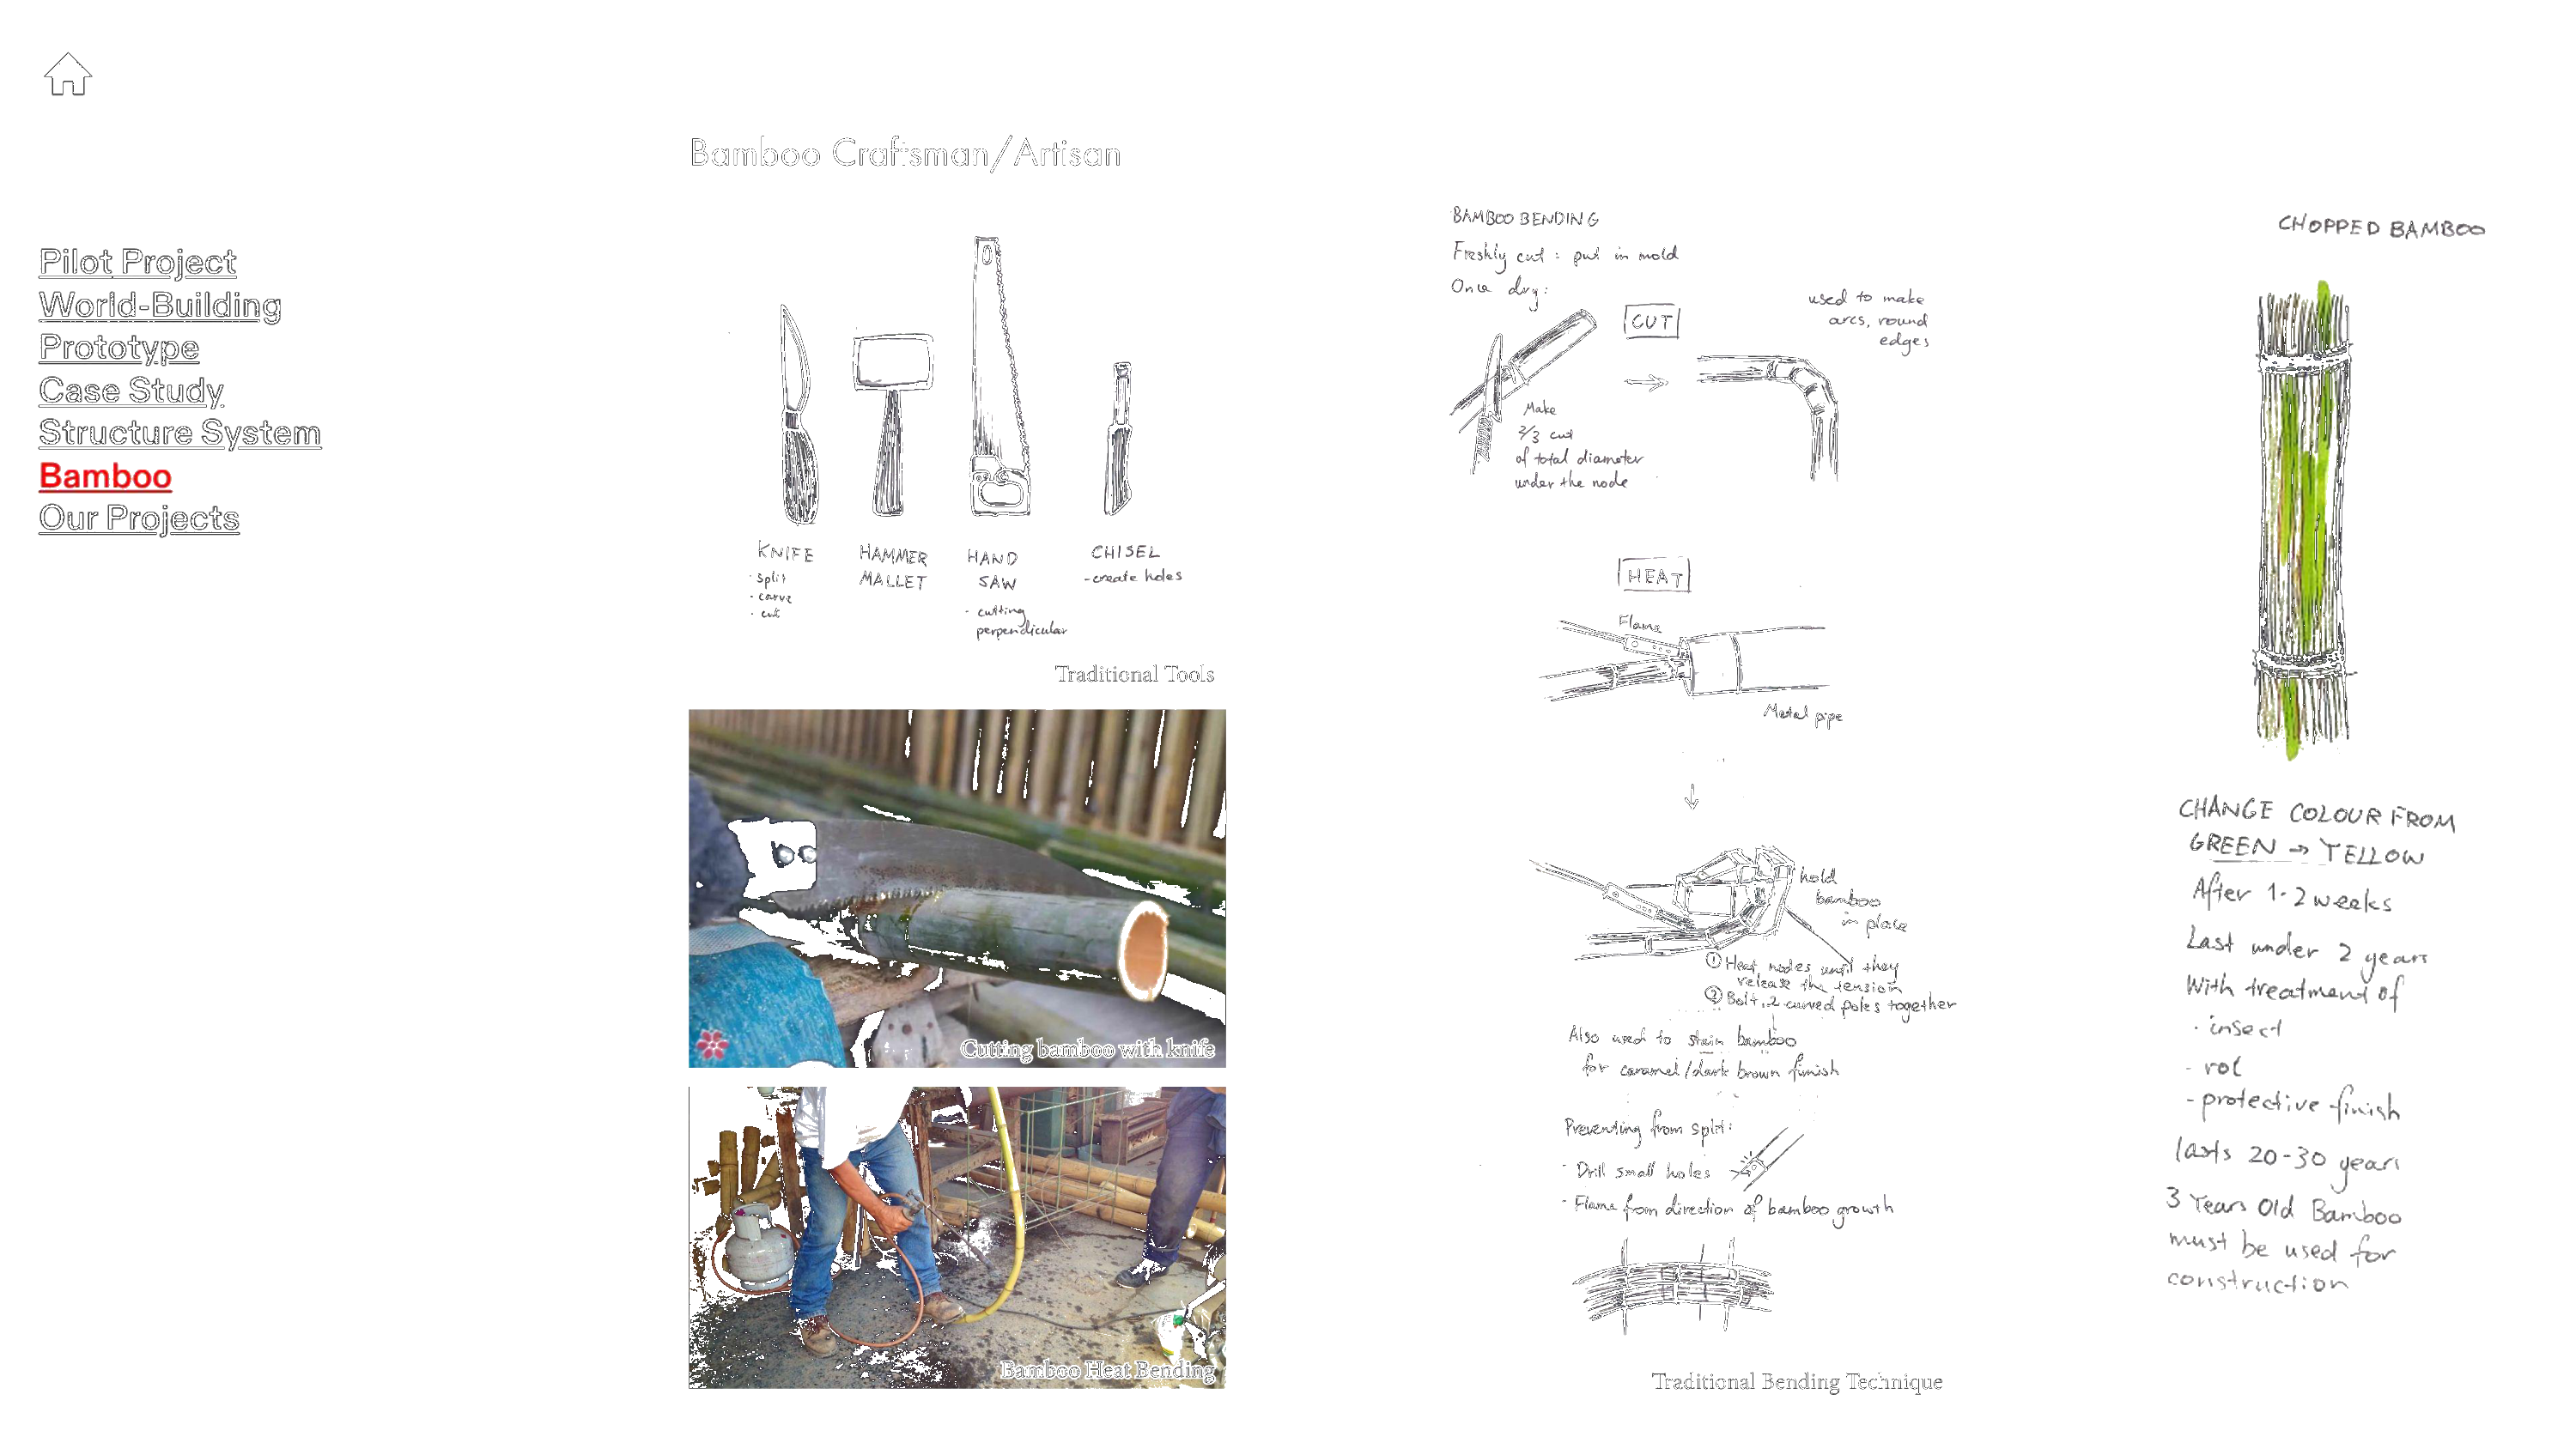 Bamboo Craftsman/Artisan
Pilot Project
World-Building
Prototype
Case Study
Structure System
Bamboo
Our Projects
KNIFE
· split
· carve
· cut
HAMMER
MALLET
HAND
SAW
- cutting
perpendicular
CHISEL
- create holes
Traditional Tools
Cutting bamboo with knife
Bamboo Heat Bending
BAMBOO BENDING
Freshly cut : put in mold
Once dry:
CUT
used to make
arcs, round
edges
Make
2/3 cut
of total diameter
under the node
HEAT
Flame
Metal pipe
hold
bamboo
in place
① Heat nodes until they
release the tension
② Bolt 2 curved poles together
Also used to stain bamboo
for caramel/dark brown finish
Preventing from split:
· Drill small holes
- Flame from direction of bamboo growth
Traditional Bending Technique
CHOPPED BAMBOO
CHANGE COLOUR FROM
GREEN → YELLOW
After 1-2 weeks
Last under 2 years
With treatment of
· insect
- rot
- protective finish
lasts 20-30 years
3 Years Old Bamboo
must be used for
construction